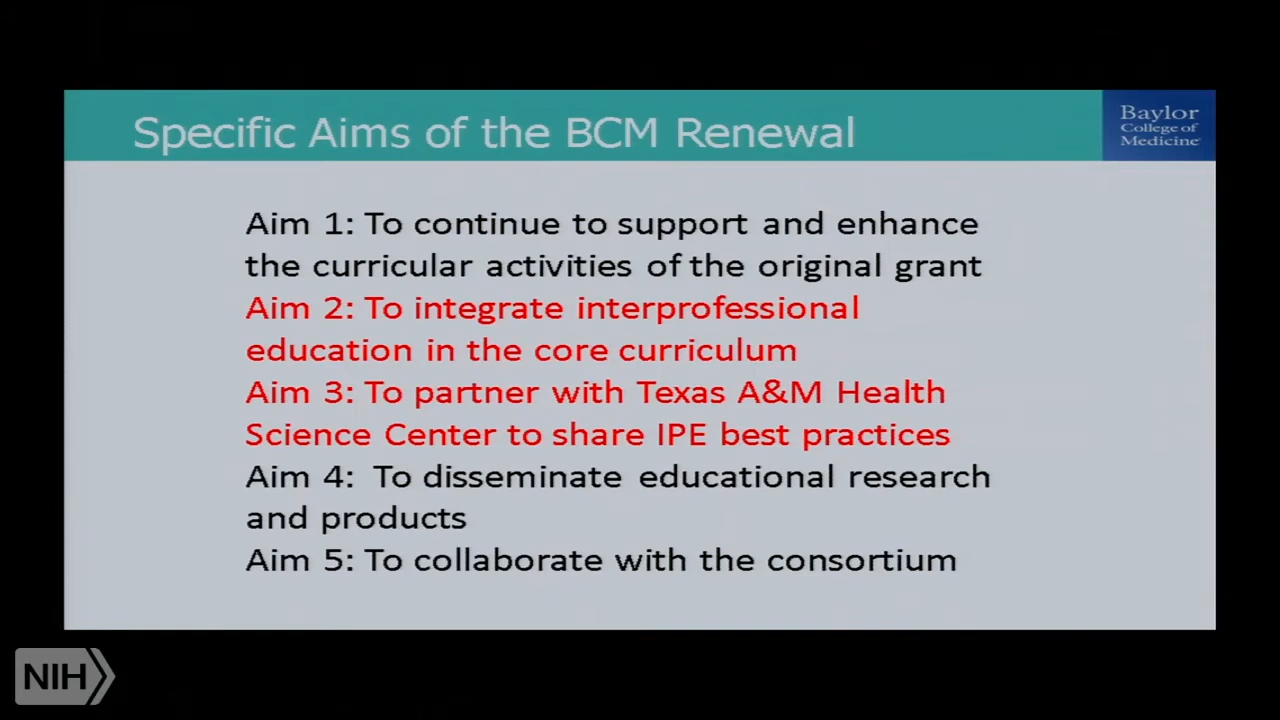 Specific Aims of the BCM Renewal
Baylor
College of
Medicine
Aim 1: To continue to support and enhance
the curricular activities of the original grant
Aim 2: To integrate interprofessional
education in the core curriculum
Aim 3: To partner with Texas A&M Health
Science Center to share IPE best practices
Aim 4: To disseminate educational research
and products
Aim 5: To collaborate with the consortium
NIH